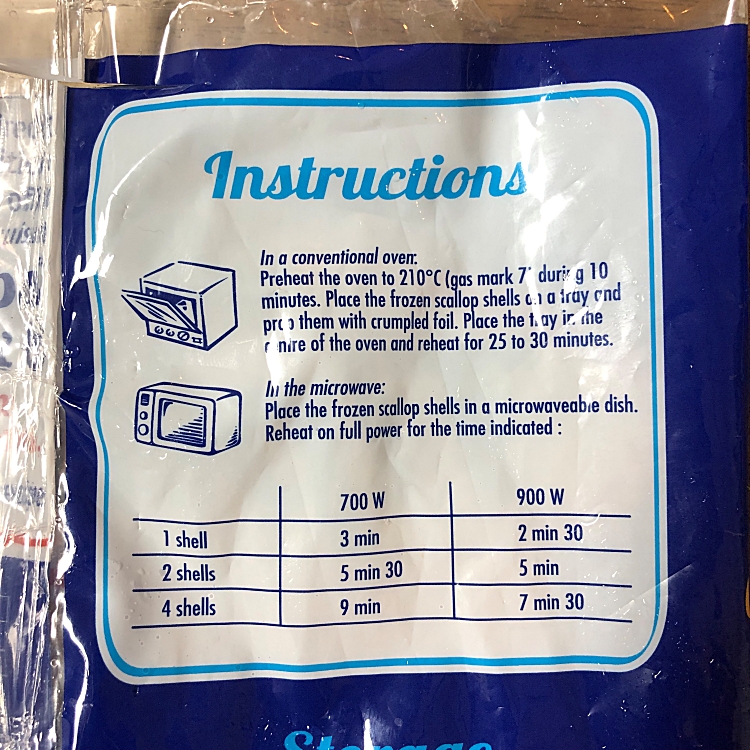 Instructions
In a conventional oven:
Preheat the oven to 210°C (gas mark 7) during 10
minutes. Place the frozen scallop shells on a tray and
prop them with crumpled foil. Place the tray in the
centre of the oven and reheat for 25 to 30 minutes.
In the microwave:
Place the frozen scallop shells in a microwaveable dish.
Reheat on full power for the time indicated :
700 W 900 W
1 shell 3 min 2 min 30
2 shells 5 min 30 5 min
4 shells 9 min 7 min 30
Storage